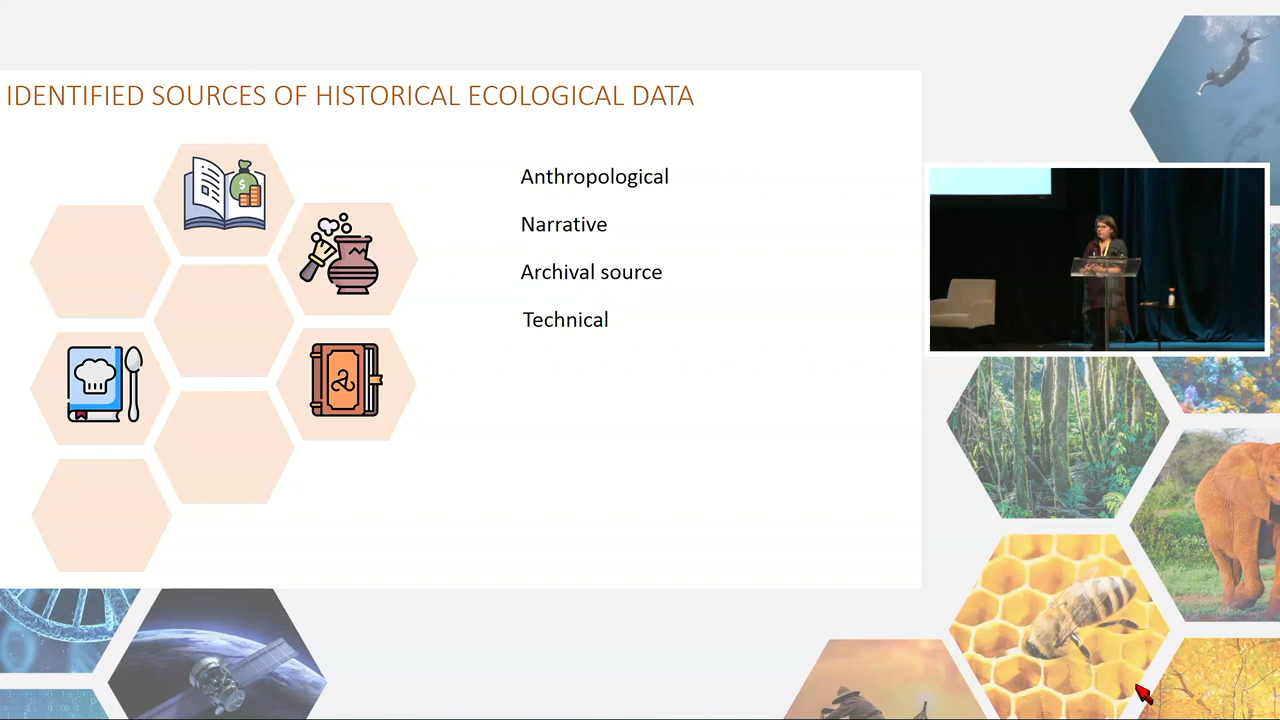 IDENTIFIED SOURCES OF HISTORICAL ECOLOGICAL DATA
Anthropological
Narrative
Archival source
Technical